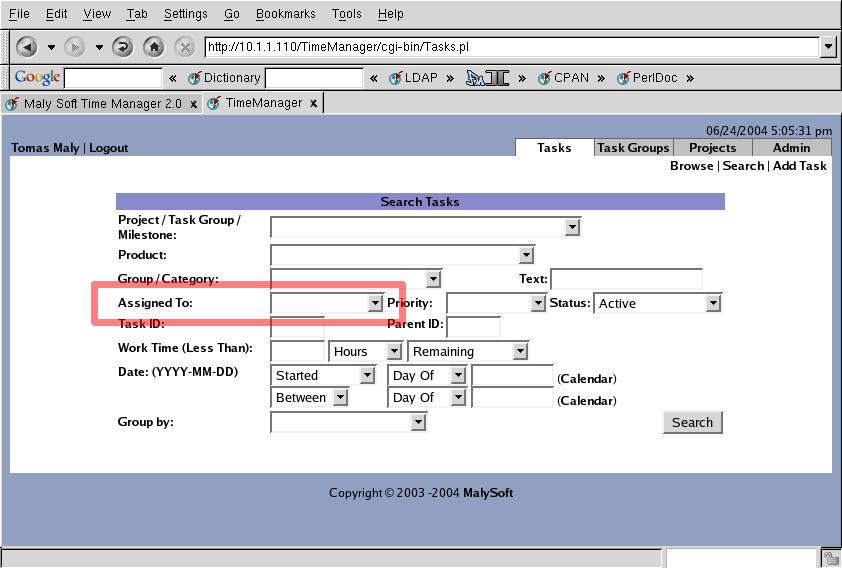 File Edit View Tab Settings Go Bookmarks Tools Help
http://10.1.1.110/TimeManager/cgi-bin/Tasks.pl
Google « Dictionary « LDAP » » CPAN » PerlDoc »
Maly Soft Time Manager 2.0 x TimeManager x
06/24/2004 5:05:31 pm
Tomas Maly | Logout Tasks Task Groups Projects Admin
Browse | Search | Add Task
Search Tasks
Project / Task Group /
Milestone:
Product:
Group / Category: Text:
Assigned To: Priority: Status: Active
Task ID: Parent ID:
Work Time (Less Than): Hours Remaining
Date: (YYYY-MM-DD) Started Day Of (Calendar)
Between Day Of (Calendar)
Group by: Search
Copyright © 2003 -2004 MalySoft